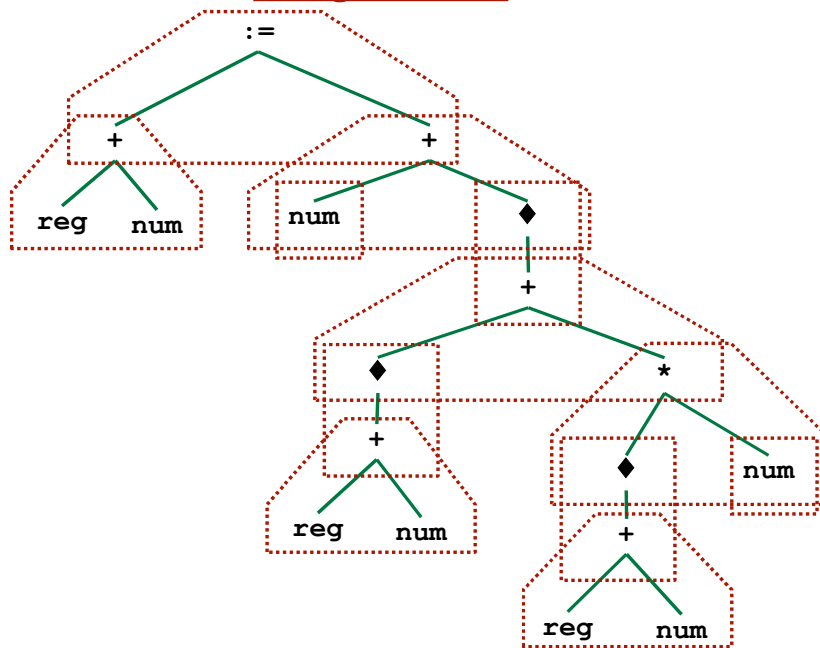 :=
+ +
reg num num ♦
+
♦ *
+ ♦ num
reg num +
reg num